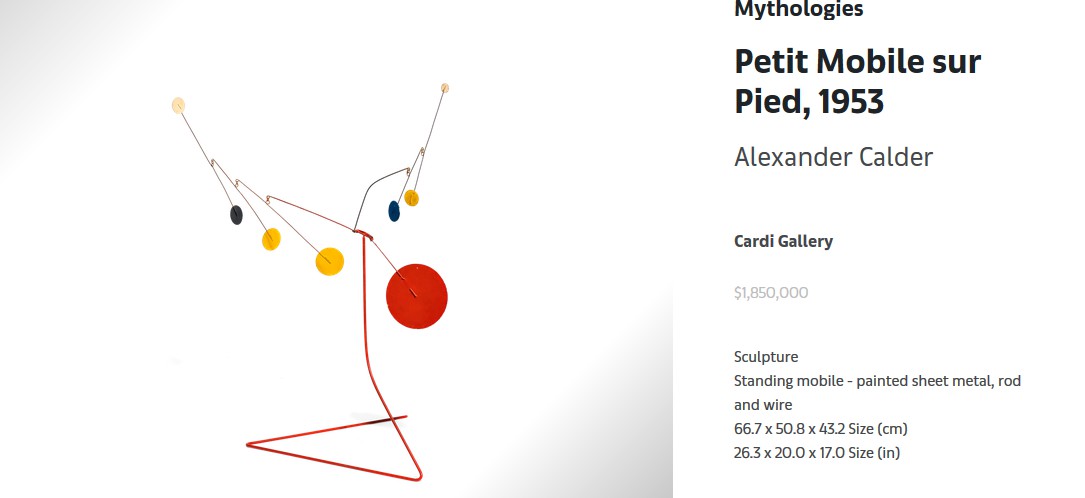 Mythologies
Petit Mobile sur
Pied, 1953
Alexander Calder
Cardi Gallery
$1,850,000
Sculpture
Standing mobile - painted sheet metal, rod
and wire
66.7 x 50.8 x 43.2 Size (cm)
26.3 x 20.0 x 17.0 Size (in)